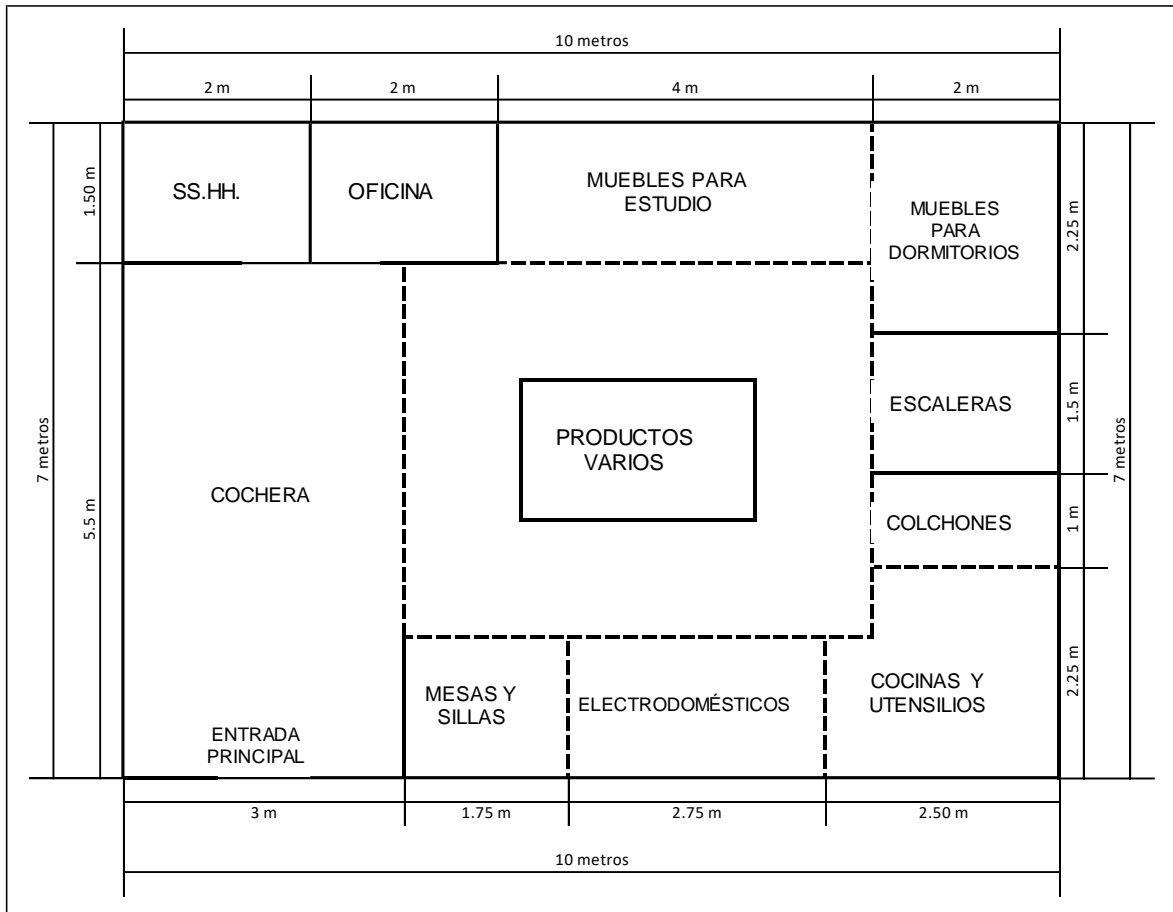 10 metros
2 m
2 m
4 m
2 m
SS.HH.
OFICINA
MUEBLES PARA
ESTUDIO
MUEBLES
PARA
DORMITORIOS
1.50 m
2.25 m
7 metros
5.5 m
COCHERA
PRODUCTOS
VARIOS
ESCALERAS
1.5 m
7 metros
COLCHONES
1 m
MESAS Y
SILLAS
ELECTRODOMÉSTICOS
COCINAS Y
UTENSILIOS
2.25 m
ENTRADA
PRINCIPAL
3 m
1.75 m
2.75 m
2.50 m
10 metros